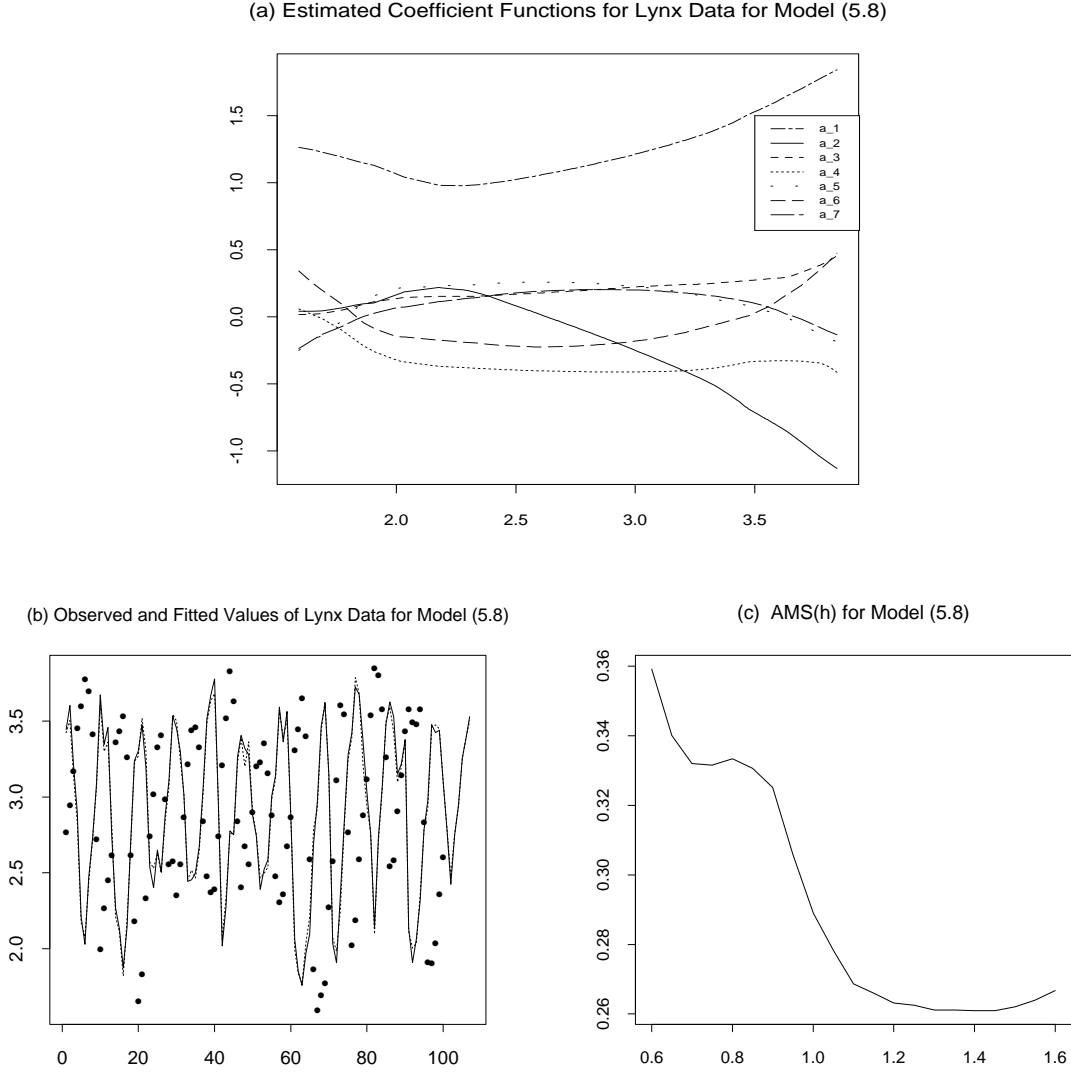 (a) Estimated Coefficient Functions for Lynx Data for Model (5.8)
1.5
1.0
0.5
0.0
-0.5
-1.0
a_1
a_2
a_3
a_4
a_5
a_6
a_7
2.0 2.5 3.0 3.5
(b) Observed and Fitted Values of Lynx Data for Model (5.8)
3.5
3.0
2.5
2.0
0 20 40 60 80 100
(c) AMS(h) for Model (5.8)
0.36
0.34
0.32
0.30
0.28
0.26
0.6 0.8 1.0 1.2 1.4 1.6